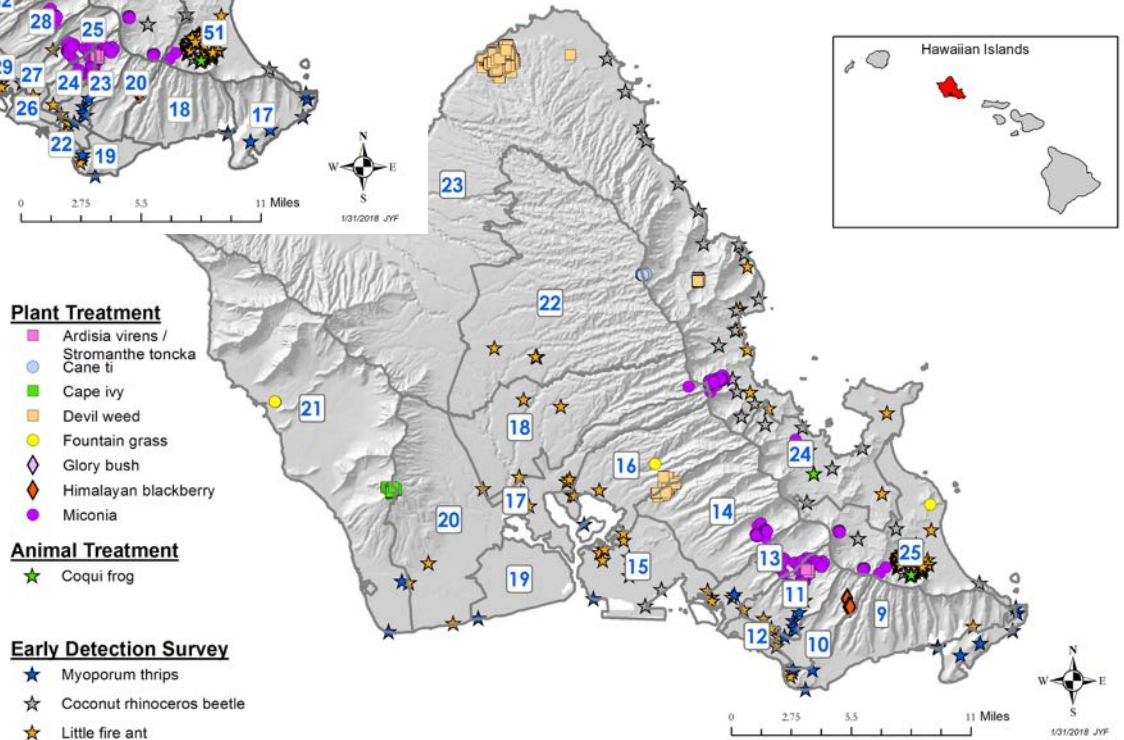 28
25
51
29
27
24
23
20
18
17
26
22
19
N
W E
S
0 2.75 5.5 11 Miles
1/31/2018 JYF
Hawaiian Islands
23
22
21
18
16
24
20
17
14
25
19
15
13
11
9
12
10
Plant Treatment
Ardisia virens /
Stromanthe toncka
Cane ti
Cape ivy
Devil weed
Fountain grass
Glory bush
Himalayan blackberry
Miconia
Animal Treatment
Coqui frog
Early Detection Survey
Myoporum thrips
Coconut rhinoceros beetle
Little fire ant
N
W E
S
0 2.75 5.5 11 Miles
1/31/2018 JYF